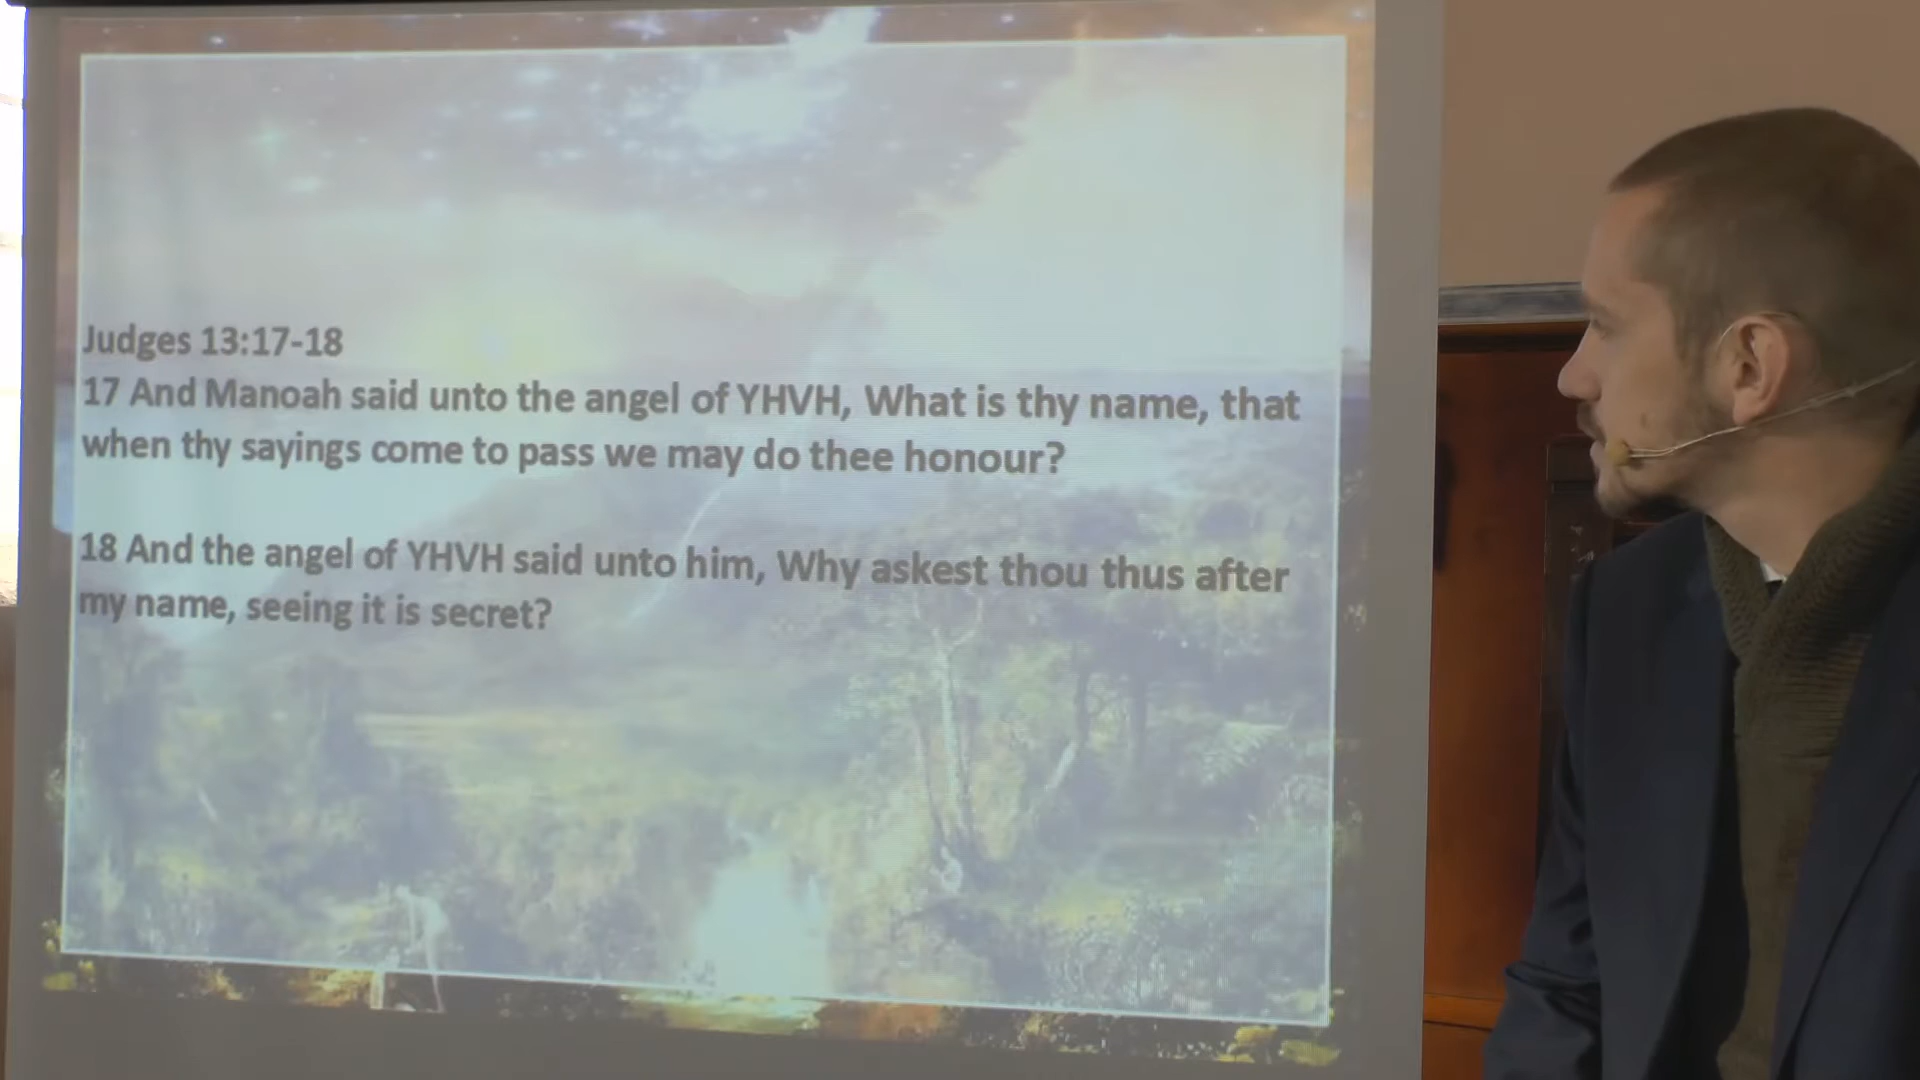 Judges 13:17-18
17 And Manoah said unto the angel of YHVH, What is thy name, that
when thy sayings come to pass we may do thee honour?
18 And the angel of YHVH said unto him, Why askest thou thus after
my name, seeing it is secret?